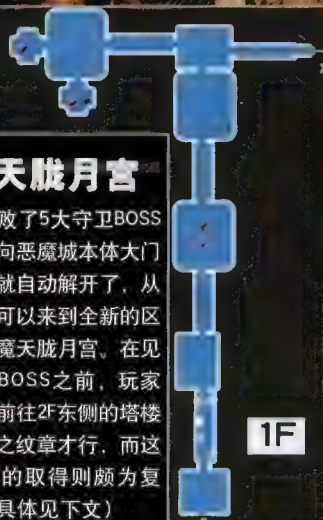 天胧月宫
败了5大守卫BOSS
向恶魔城本体大门
就自动解开了，从
可以来到全新的区
魔天胧月宫。在见
BOSS之前，玩家
前往2F东侧的塔楼
之纹章才行，而这
的取得则颇为复
具体见下文）
1F